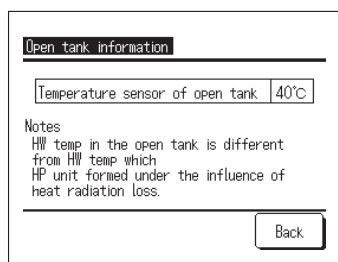 Open tank information
Temperature sensor of open tank 40°C
Notes
HW temp in the open tank is different
from HW temp which
HP unit formed under the influence of
heat radiation loss.
Back